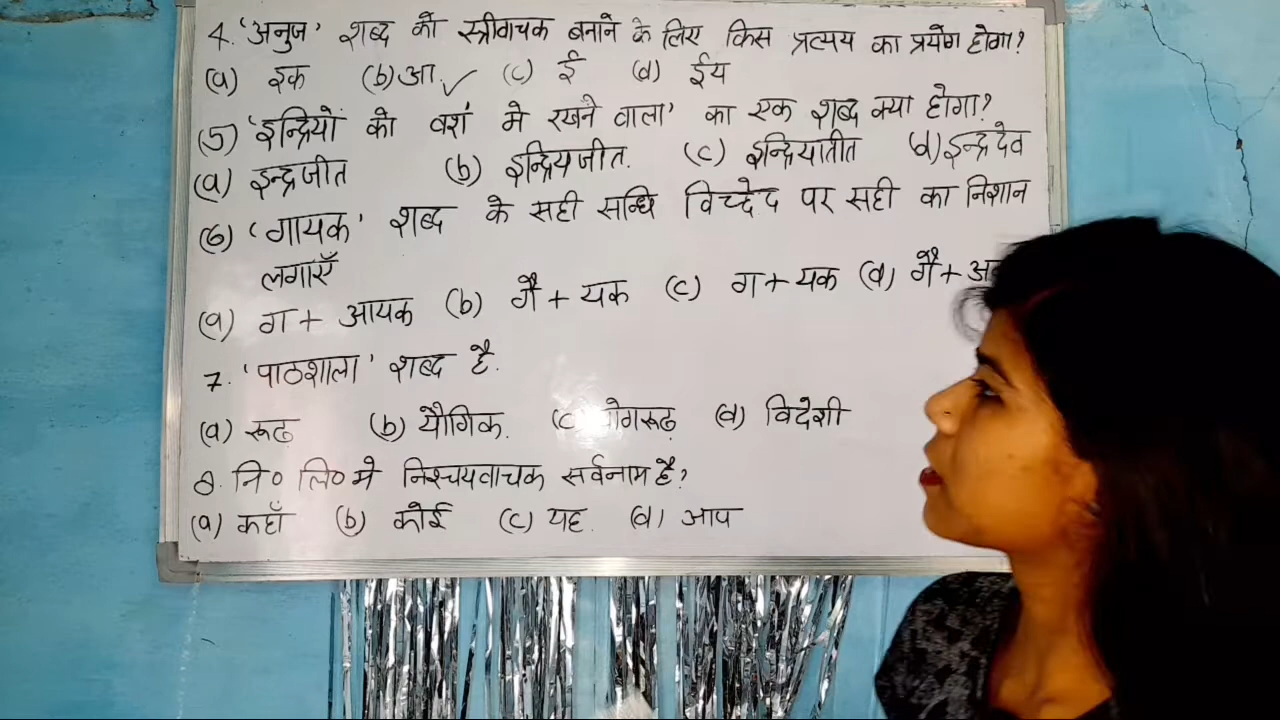 4. 'अनुज' शब्द को स्त्रीवाचक बनाने के लिए किस प्रत्यय का प्रयोग होगा?
(a) इक (b) आ. ✓ (c) ई (d) ईय
(5) 'इन्द्रियों को वशं मे रखने वाला' का एक शब्द क्या होगा?
(a) इन्द्रजीत (b) इन्द्रियजीत. (c) इन्द्रियातीत (d) इन्द्रदेव
(6) 'गायक' शब्द के सही सन्धि विच्छेद पर सही का निशान
लगाएँ
(a) ग + आयक (b) गै + यक (c) ग + यक (d) गै +
7. 'पाठशाला' शब्द है.
(a) रूढ (b) यौगिक. (c) योगरूढ़ (d) विदेशी
8. नि० लि० मे निश्चयवाचक सर्वनाम है?
(a) कहाँ (b) कोई (c) यह. (d) आप